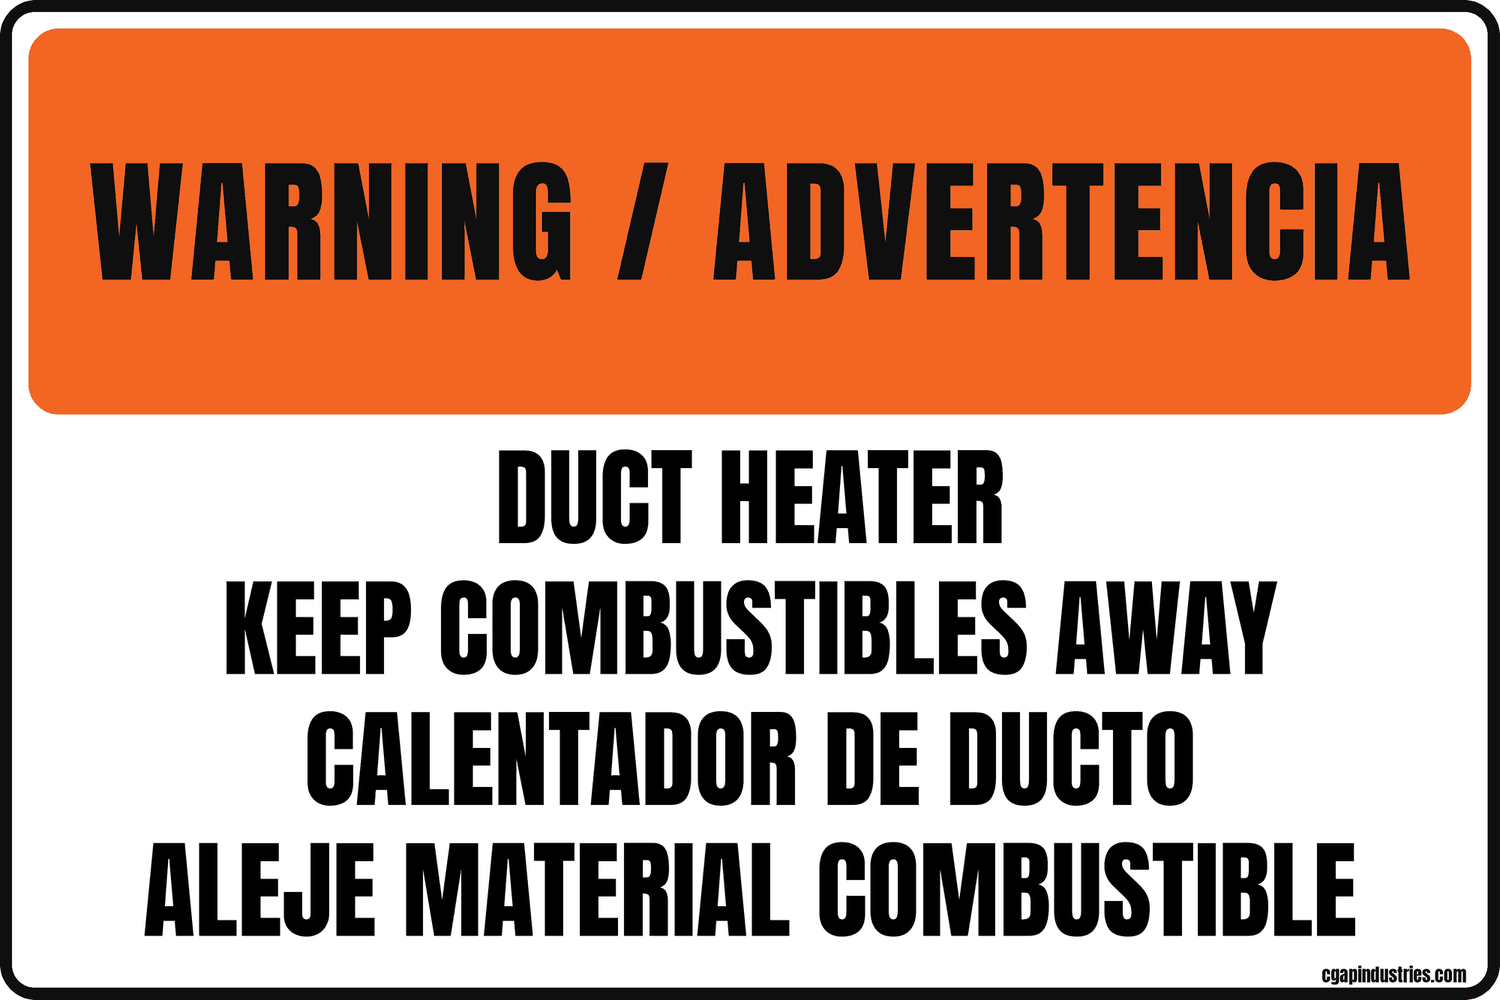 WARNING / ADVERTENCIA
DUCT HEATER
KEEP COMBUSTIBLES AWAY
CALENTADOR DE DUCTO
ALEJE MATERIAL COMBUSTIBLE
cgapindustries.com